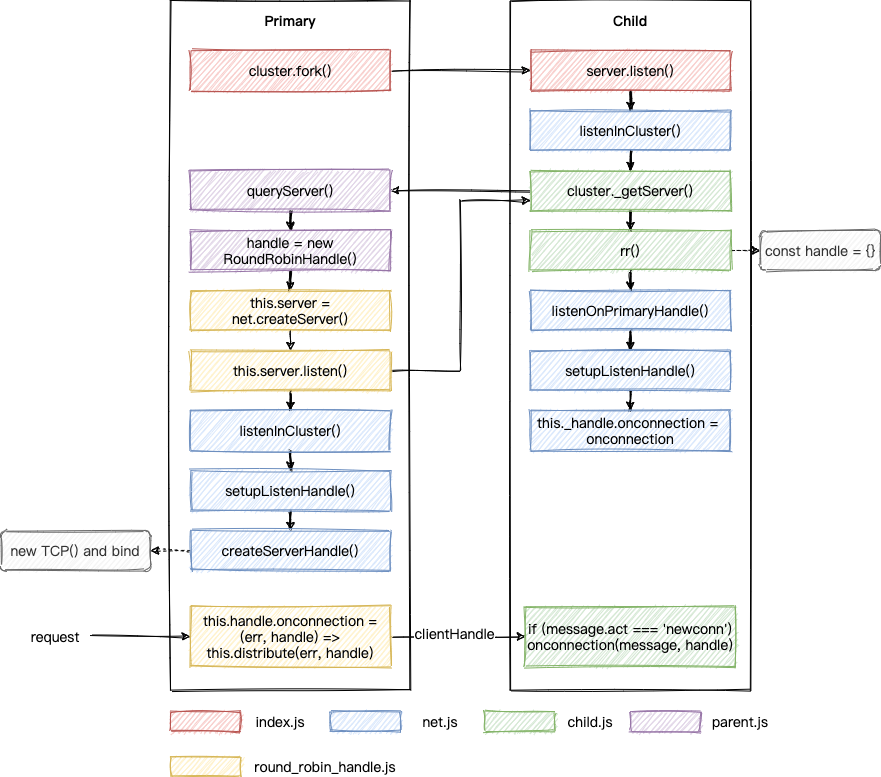 Primary
cluster.fork()
queryServer()
handle = new
RoundRobinHandle()
this.server =
net.createServer()
this.server.listen()
listenInCluster()
setupListenHandle()
createServerHandle()
new TCP() and bind
request
this.handle.onconnection =
(err, handle) =>
this.distribute(err, handle)
clientHandle
Child
server.listen()
listenInCluster()
cluster._getServer()
rr()
const handle = {}
listenOnPrimaryHandle()
setupListenHandle()
this._handle.onconnection =
onconnection
if (message.act === 'newconn')
onconnection(message, handle)
index.js
net.js
child.js
parent.js
round_robin_handle.js